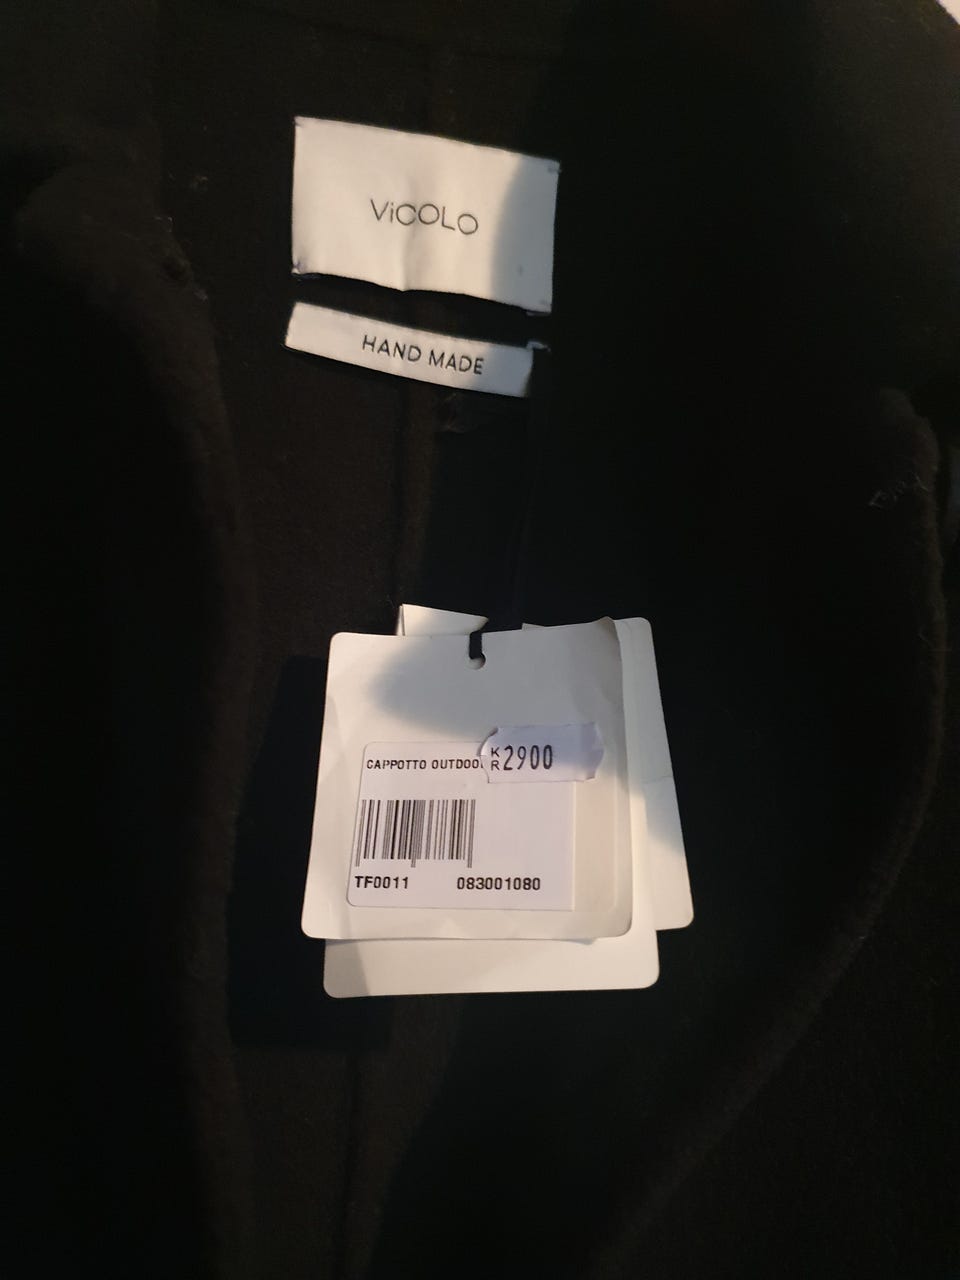 ViCOLO
HAND MADE
CAPPOTTO OUTDOO
KR2900
TF0011 083001080